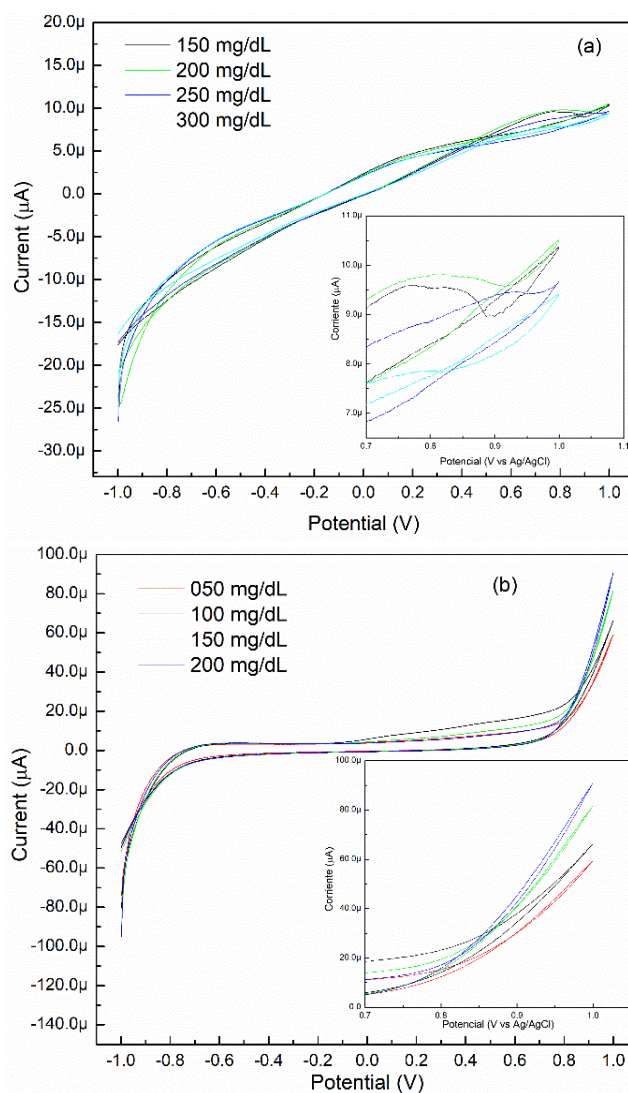 20.0µ
15.0µ
10.0µ
5.0µ
0.0
-5.0µ
-10.0µ
-15.0µ
-20.0µ
-25.0µ
-30.0µ
Current (µA)
150 mg/dL
200 mg/dL
250 mg/dL
300 mg/dL
(a)
11.0µ
10.0µ
9.0µ
8.0µ
7.0µ
Corriente (µA)
0.7 0.8 0.9 1.0 1.1
Potencial (V vs Ag/AgCl)
-1.0 -0.8 -0.6 -0.4 -0.2 0.0 0.2 0.4 0.6 0.8 1.0
Potential (V)
100.0µ
80.0µ
60.0µ
40.0µ
20.0µ
0.0
-20.0µ
-40.0µ
-60.0µ
-80.0µ
-100.0µ
-120.0µ
-140.0µ
Current (µA)
050 mg/dL
100 mg/dL
150 mg/dL
200 mg/dL
(b)
100.0µ
80.0µ
60.0µ
40.0µ
20.0µ
0.0
Corriente (µA)
0.7 0.8 0.9 1.0
Potencial (V vs Ag/AgCl)
-1.0 -0.8 -0.6 -0.4 -0.2 0.0 0.2 0.4 0.6 0.8 1.0
Potential (V)